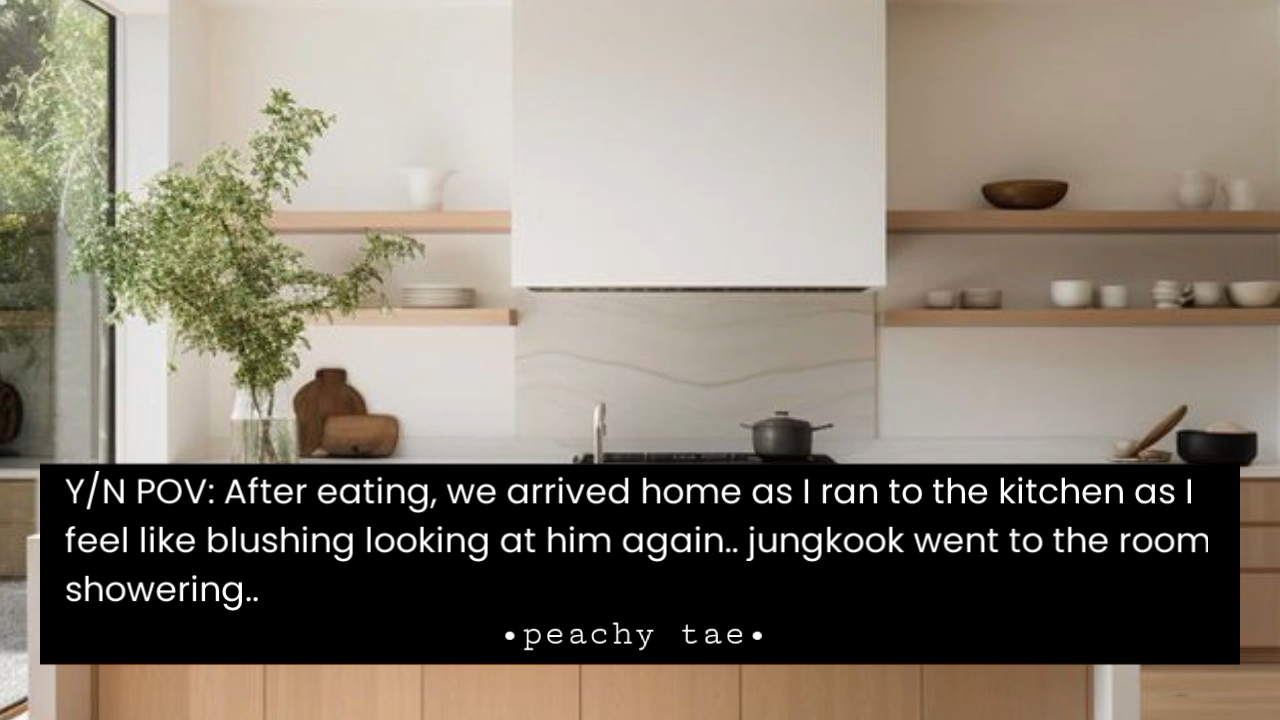 Y/N POV: After eating, we arrived home as I ran to the kitchen as I
feel like blushing looking at him again.. jungkook went to the room
showering..
•peachy tae•